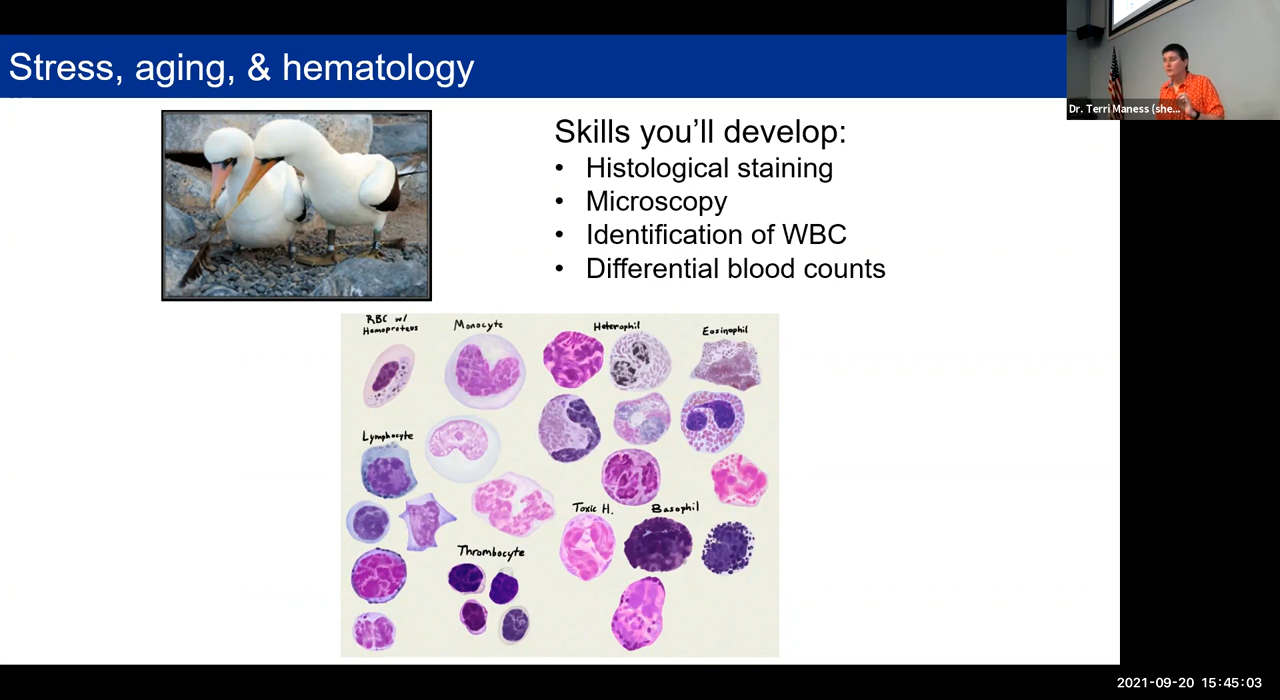 Stress, aging, & hematology
Dr. Terri Maness (she...
Skills you'll develop:
• Histological staining
• Microscopy
• Identification of WBC
• Differential blood counts
RBC w/
Hamoproteus
Monocyte
Heterophil
Eosinophil
Lymphocyte
Toxic H.
Basophil
Thrombocyte
2021-09-20 15:45:03